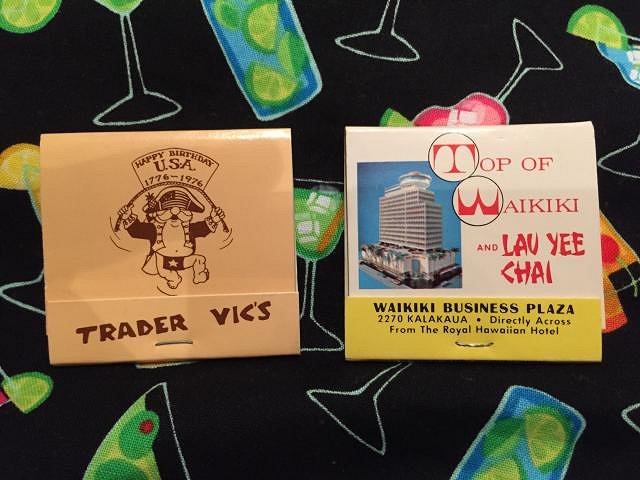 HAPPY BIRTHDAY
U.S.A.
1776-1976
TRADER VIC'S
TOP OF
WAIKIKI
AND LAU YEE
CHAI
WAIKIKI BUSINESS PLAZA
2270 KALAKAUA • Directly Across
From The Royal Hawaiian Hotel